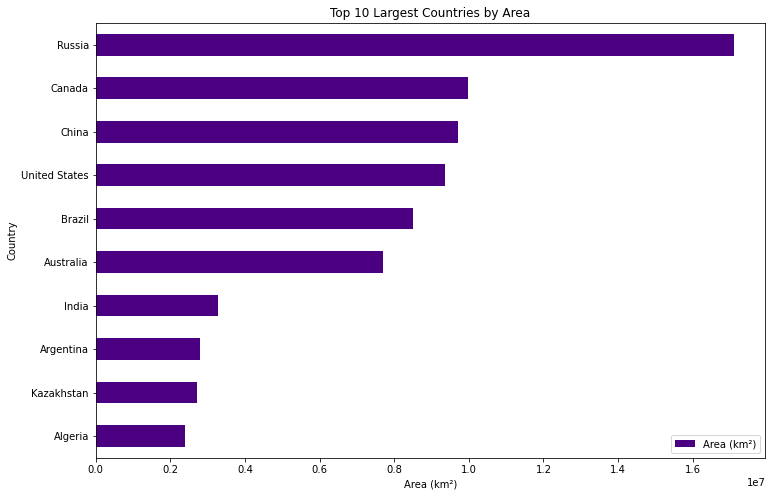 Top 10 Largest Countries by Area
Russia
Canada
China
United States
Brazil
Australia
India
Argentina
Kazakhstan
Algeria
Country
Area (km²)
0.0 0.2 0.4 0.6 0.8 1.0 1.2 1.4 1.6
1e7
Area (km²)